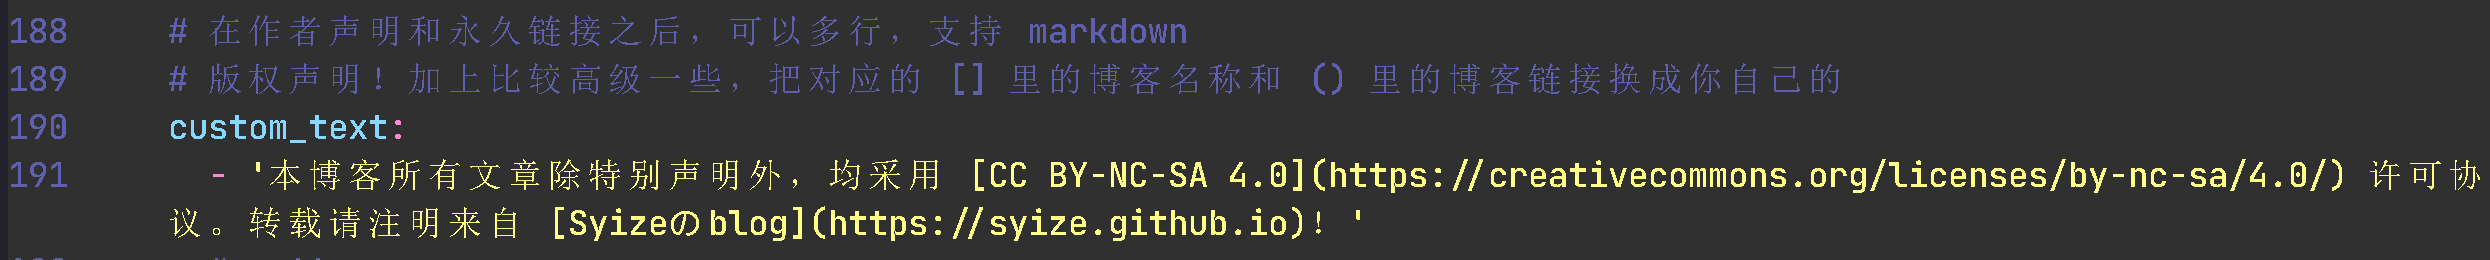 188 # 在作者声明和永久链接之后，可以多行，支持 markdown
189 # 版权声明！加上比较高级一些，把对应的 [] 里的博客名称和 () 里的博客链接换成你自己的
190 custom_text:
191 - '本博客所有文章除特别声明外，均采用 [CC BY-NC-SA 4.0](https://creativecommons.org/licenses/by-nc-sa/4.0/) 许可协
议。转载请注明来自 [Syizeのblog](https://syize.github.io)！'